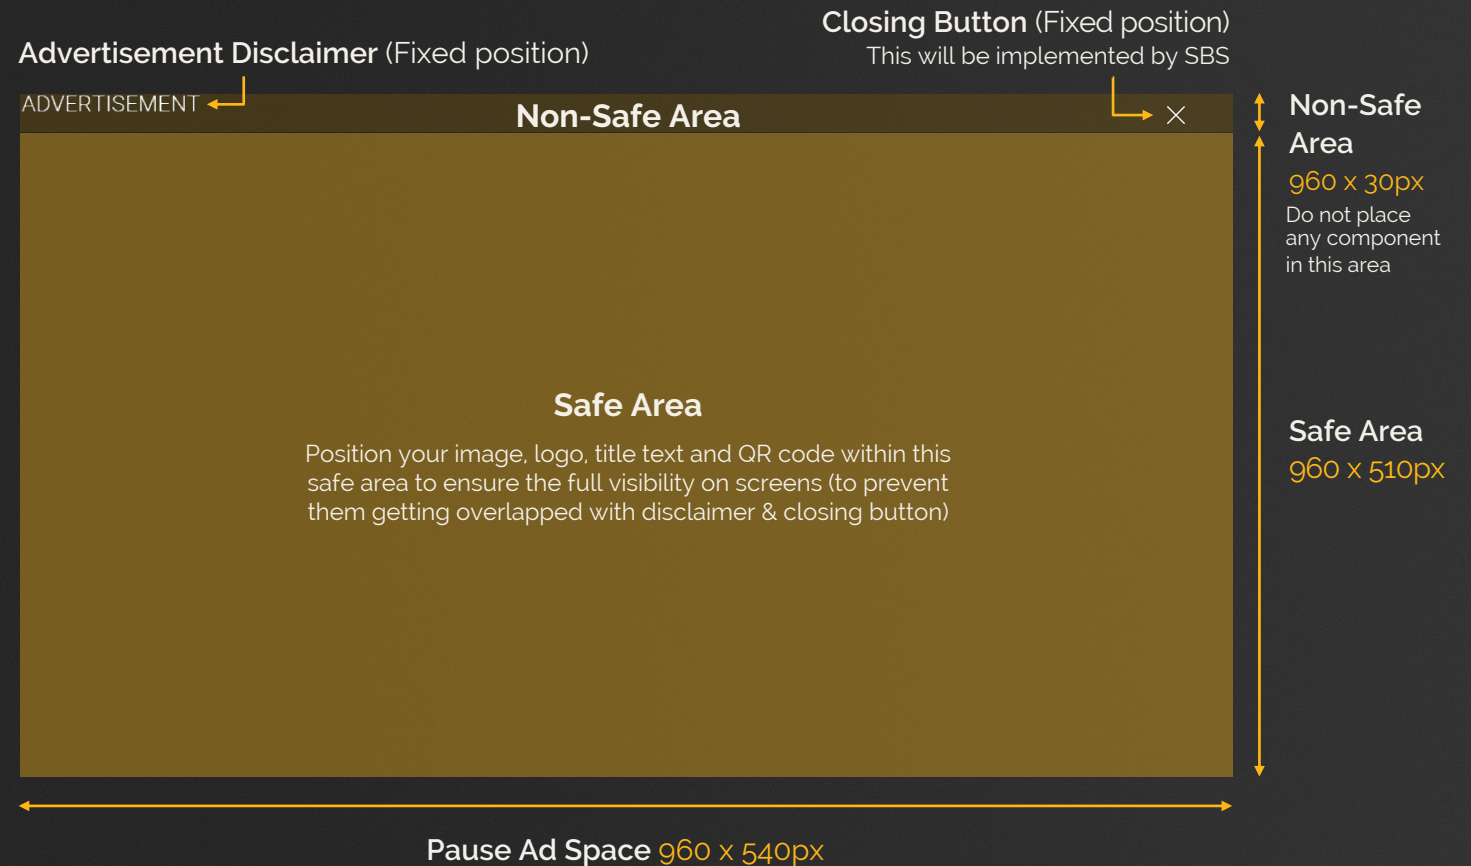 Closing Button (Fixed position)
This will be implemented by SBS
Advertisement Disclaimer (Fixed position)
ADVERTISEMENT
Non-Safe Area
Non-Safe
Area
960 x 30px
Do not place
any component
in this area
Safe Area
Position your image, logo, title text and QR code within this
safe area to ensure the full visibility on screens (to prevent
them getting overlapped with disclaimer & closing button)
Safe Area
960 x 510px
Pause Ad Space 960 x 540px